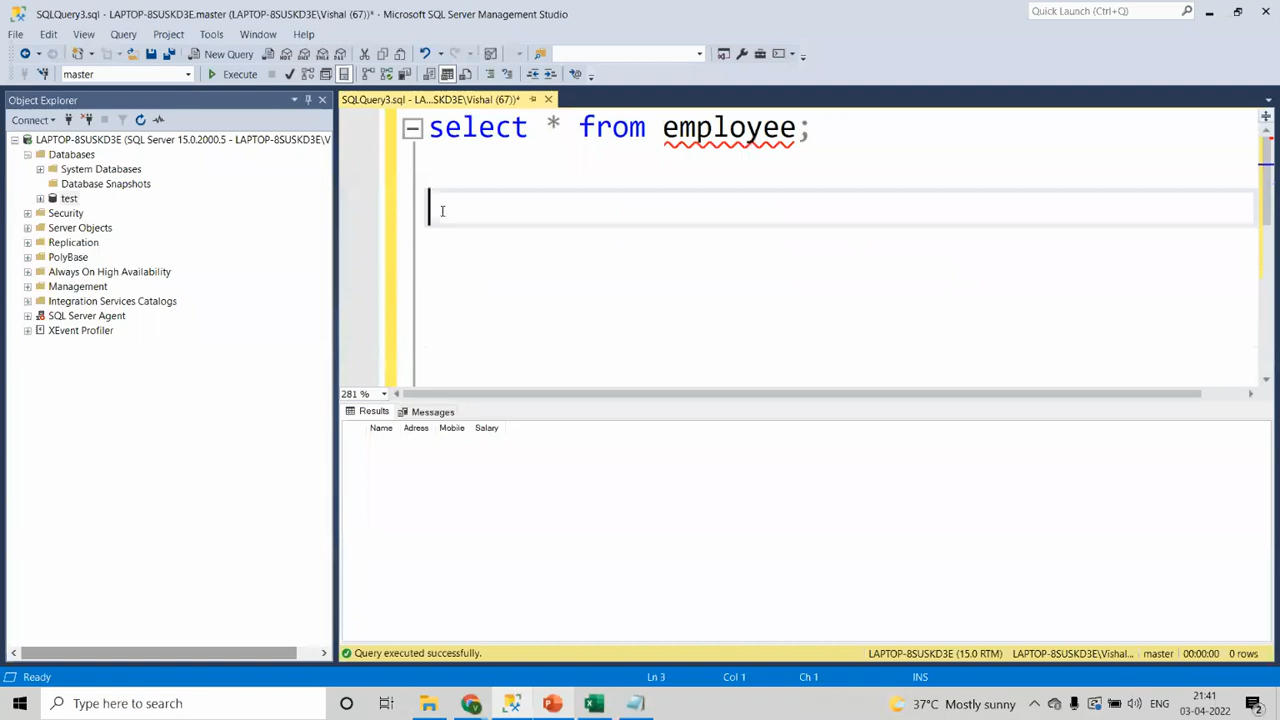 SQLQuery3.sql - LAPTOP-8SUSKD3E.master (LAPTOP-8SUSKD3E\Vishal (67))* - Microsoft SQL Server Management Studio
Quick Launch (Ctrl+Q)
File Edit View Query Project Tools Window Help
New Query
master
Execute
Object Explorer
SQLQuery3.sql - LA...SKD3E\Vishal (67))*
Connect
LAPTOP-8SUSKD3E (SQL Server 15.0.2000.5 - LAPTOP-8SUSKD3E\V
Databases
System Databases
Database Snapshots
test
Security
Server Objects
Replication
PolyBase
Always On High Availability
Management
Integration Services Catalogs
SQL Server Agent
XEvent Profiler
select * from employee;
281 %
Results Messages
Name Adress Mobile Salary
Query executed successfully.
LAPTOP-8SUSKD3E (15.0 RTM) LAPTOP-8SUSKD3E\Vishal... master 00:00:00 0 rows
Ready Ln 3 Col 1 Ch 1 INS
Type here to search
37°C Mostly sunny
21:41
03-04-2022
2